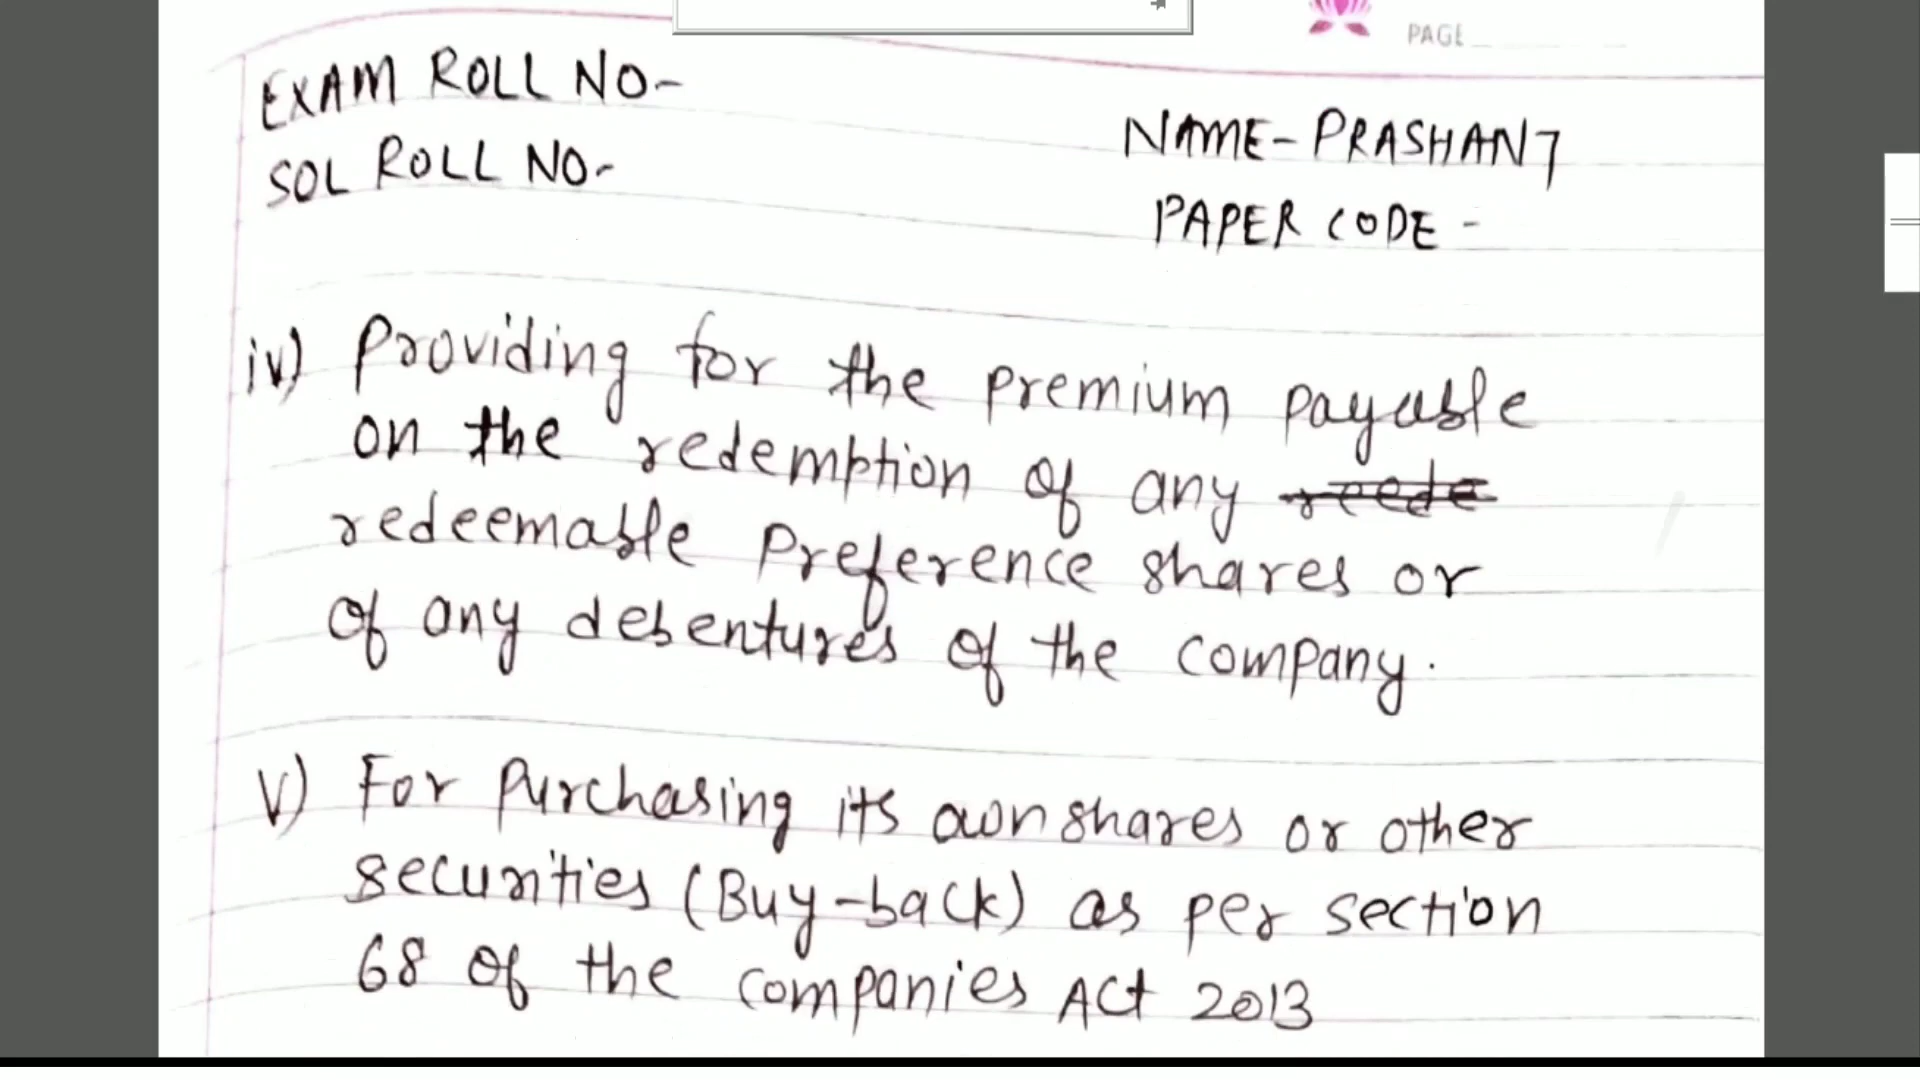 PAGE
EXAM ROLL NO-
SOL ROLL NO-
NAME- PRASHANT
PAPER CODE -
iv) Providing for the premium payable
on the redemption of any reede
redeemable Preference shares or
of any debentures of the company.
v) For Purchasing its own shares or other
securities (Buy-back) as per section
68 of the companies Act 2013